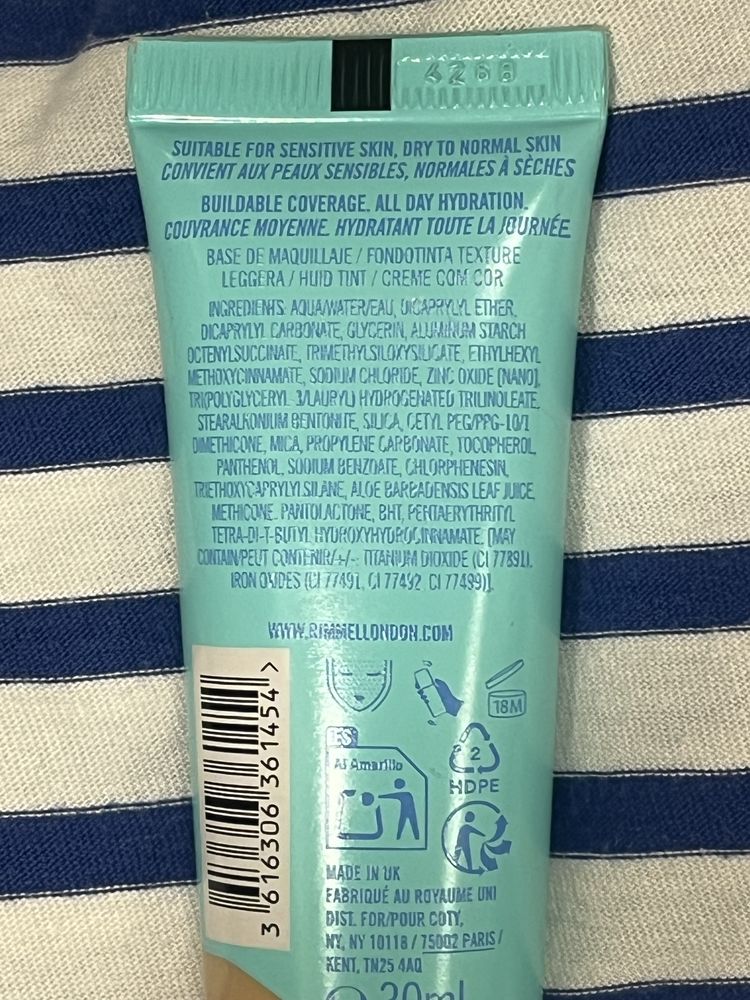 4268
SUITABLE FOR SENSITIVE SKIN, DRY TO NORMAL SKIN
CONVIENT AUX PEAUX SENSIBLES, NORMALES À SÈCHES
BUILDABLE COVERAGE. ALL DAY HYDRATION.
COUVRANCE MOYENNE. HYDRATANT TOUTE LA JOURNÉE
BASE DE MAQUILLAJE / FONDOTINTA TEXTURE
LEGGERA / HUID TINT / CREME COM COR
INGREDIENTS: AQUA/WATER/EAU, DICAPRYLYL ETHER,
DICAPRYLYL CARBONATE, GLYCERIN, ALUMINUM STARCH
OCTENYLSUCCINATE, TRIMETHYLSILOXYSILICATE, ETHYLHEXYL
METHOXYCINNAMATE, SODIUM CHLORIDE, ZINC OXIDE [NANO],
TRI(POLYGLYCERYL-3/LAURYL) HYDROGENATED TRILINOLEATE,
STEARALKONIUM BENTONITE, SILICA, CETYL PEG/PPG-10/1
DIMETHICONE, MICA, PROPYLENE CARBONATE, TOCOPHEROL,
PANTHENOL, SODIUM BENZOATE, CHLORPHENESIN,
TRIETHOXYCAPRYLYLSILANE, ALOE BARBADENSIS LEAF JUICE,
METHICONE, PANTOLACTONE, BHT, PENTAERYTHRITYL
TETRA-DI-T-BUTYL HYDROXYHYDROCINNAMATE, [MAY
CONTAIN/PEUT CONTENIR/+/-: TITANIUM DIOXIDE (CI 77891),
IRON OXIDES (CI 77491, CI 77492, CI 77499)].
WWW.RIMMELLONDON.COM
18M
ES
Al Amarillo
2
HDPE
3 616306 361454 >
MADE IN UK
FABRIQUÉ AU ROYAUME UNI
DIST. FOR/POUR COTY,
NY, NY 10118 / 75002 PARIS /
KENT, TN25 4AQ
30ml